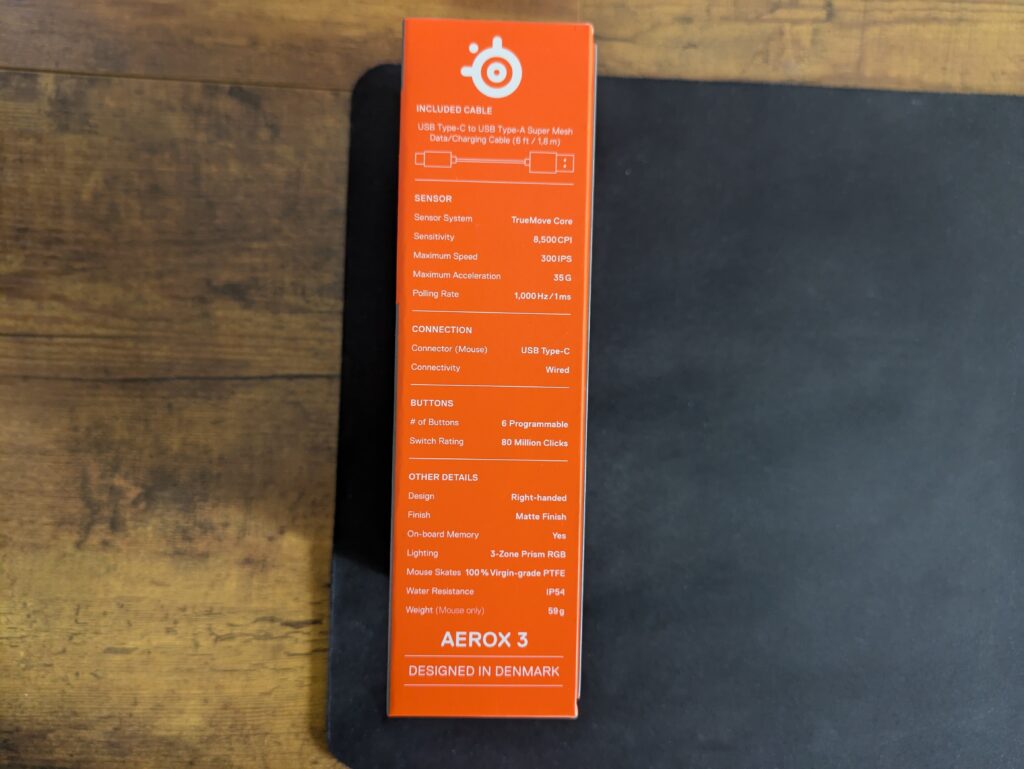 INCLUDED CABLE
USB Type-C to USB Type-A Super Mesh
Data/Charging Cable (6 ft / 1,8 m)
SENSOR
Sensor System TrueMove Core
Sensitivity 8,500 CPI
Maximum Speed 300 IPS
Maximum Acceleration 35 G
Polling Rate 1,000 Hz / 1 ms
CONNECTION
Connector (Mouse) USB Type-C
Connectivity Wired
BUTTONS
# of Buttons 6 Programmable
Switch Rating 80 Million Clicks
OTHER DETAILS
Design Right-handed
Finish Matte Finish
On-board Memory Yes
Lighting 3-Zone Prism RGB
Mouse Skates 100 % Virgin-grade PTFE
Water Resistance IP54
Weight (Mouse only) 59 g
AEROX 3
DESIGNED IN DENMARK